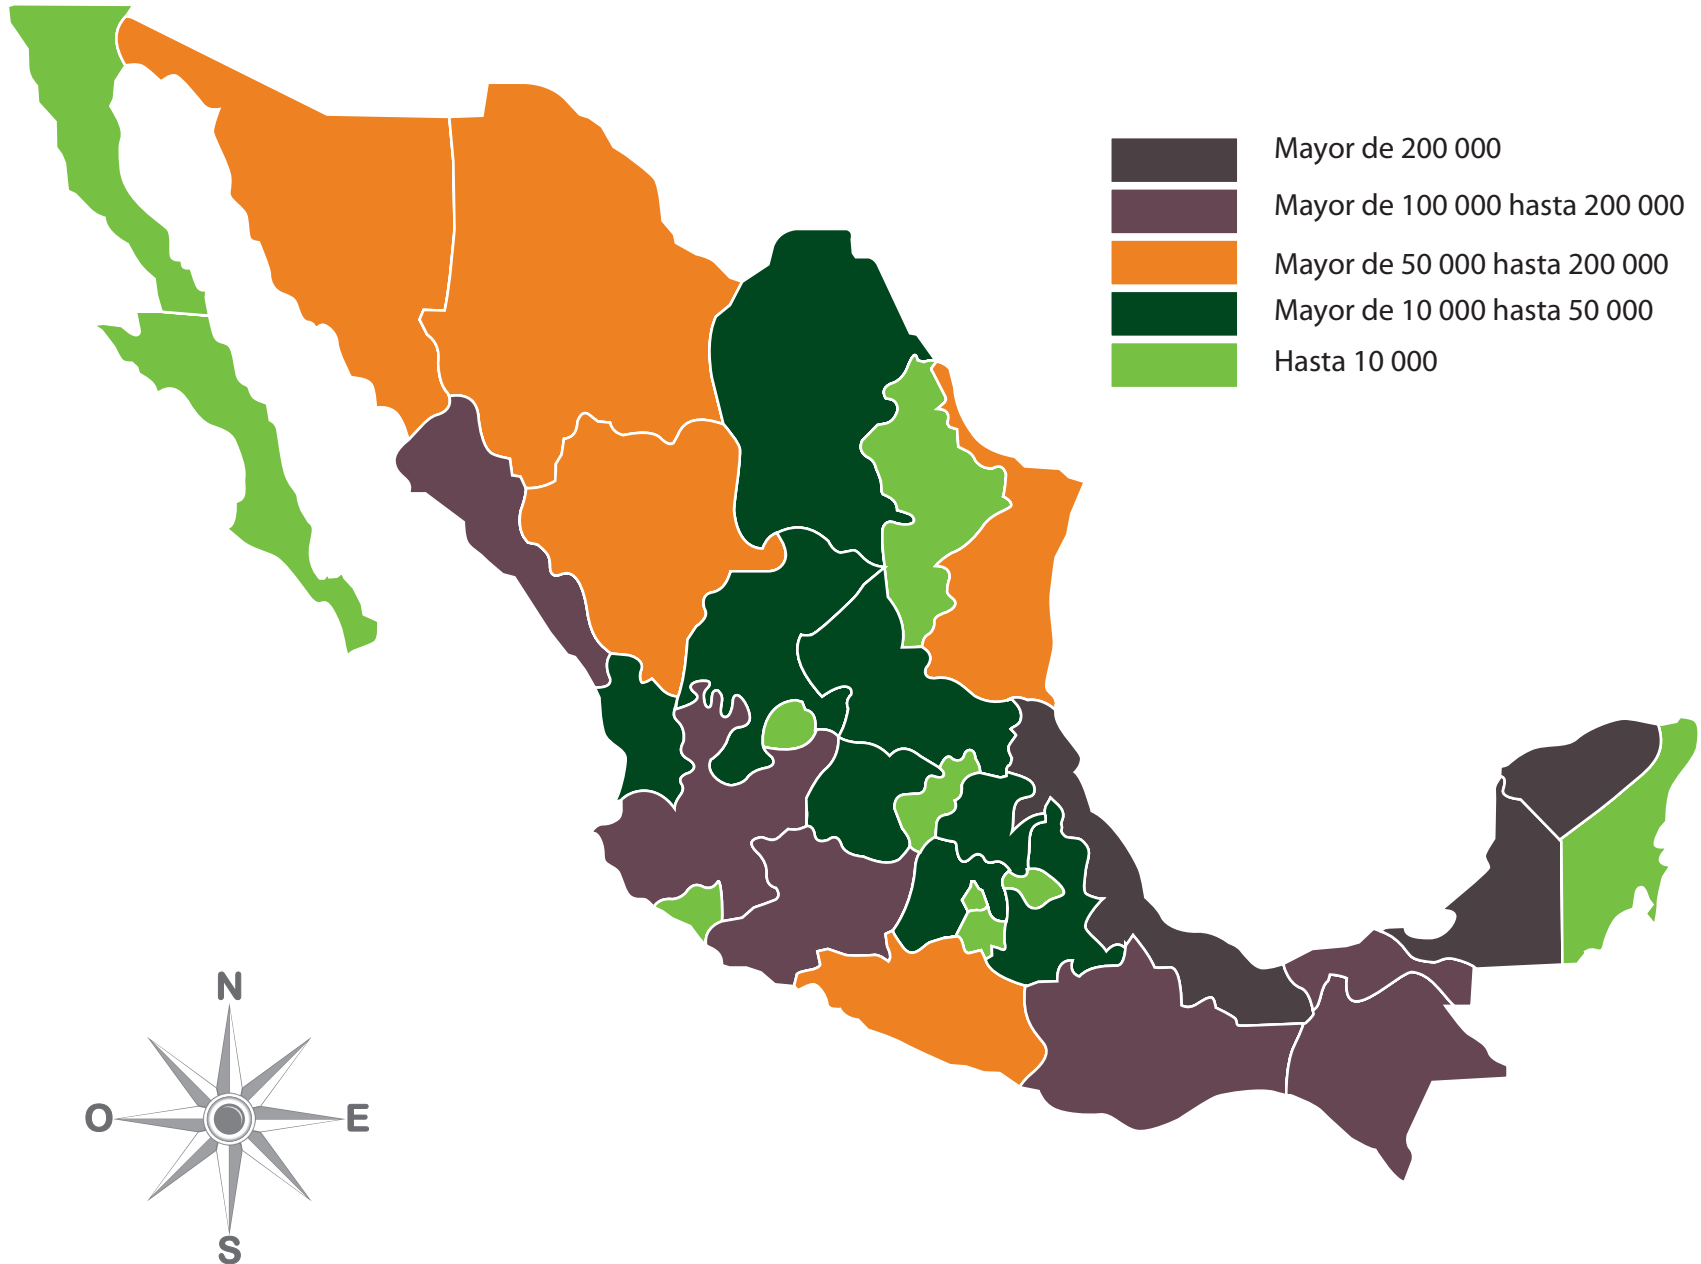 Mayor de 200 000
Mayor de 100 000 hasta 200 000
Mayor de 50 000 hasta 200 000
Mayor de 10 000 hasta 50 000
Hasta 10 000
N
O
E
S